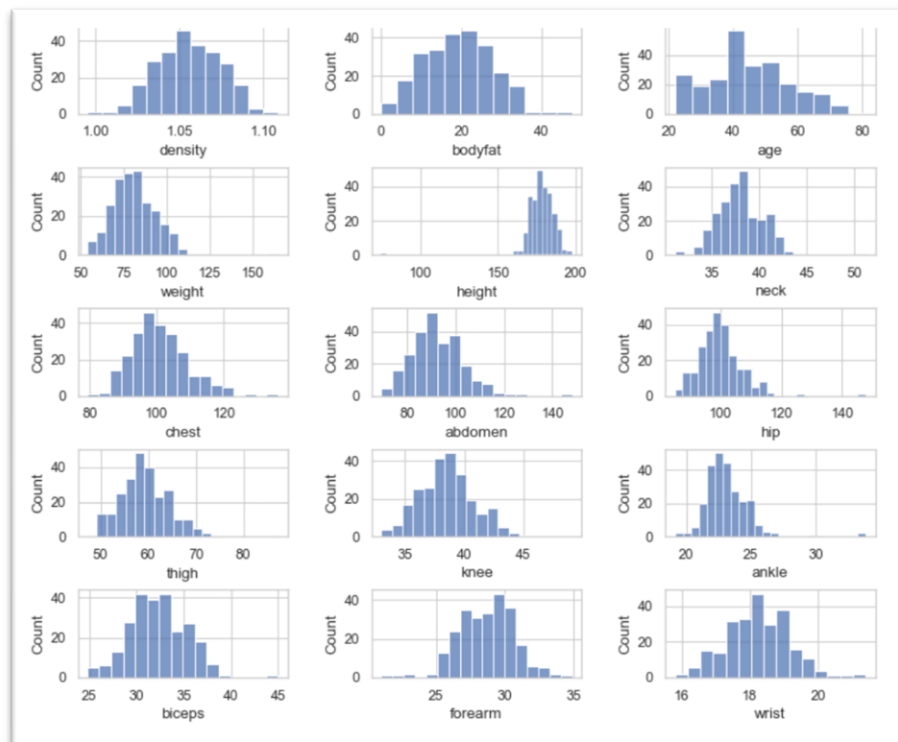 Count 40 20 0 1.00 1.05 1.10 density
Count 40 20 0 0 20 40 bodyfat
Count 40 20 0 20 40 60 80 age
Count 40 20 0 50 75 100 125 150 weight
Count 40 20 0 100 150 200 height
Count 40 20 0 35 40 45 50 neck
Count 40 20 0 80 100 120 chest
Count 40 20 0 80 100 120 140 abdomen
Count 40 20 0 100 120 140 hip
Count 40 20 0 50 60 70 80 thigh
Count 40 20 0 35 40 45 knee
Count 40 20 0 20 25 30 ankle
Count 40 20 0 25 30 35 40 45 biceps
Count 40 20 0 25 30 35 forearm
Count 40 20 0 16 18 20 wrist